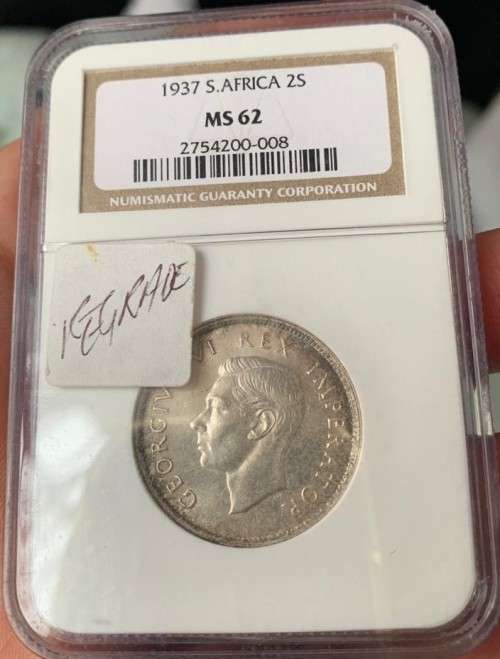 1937 S.AFRICA 2S
MS 62
2754200-008
NUMISMATIC GUARANTY CORPORATION
REGRADE
GEORGIVS VI REX IMPERATOR